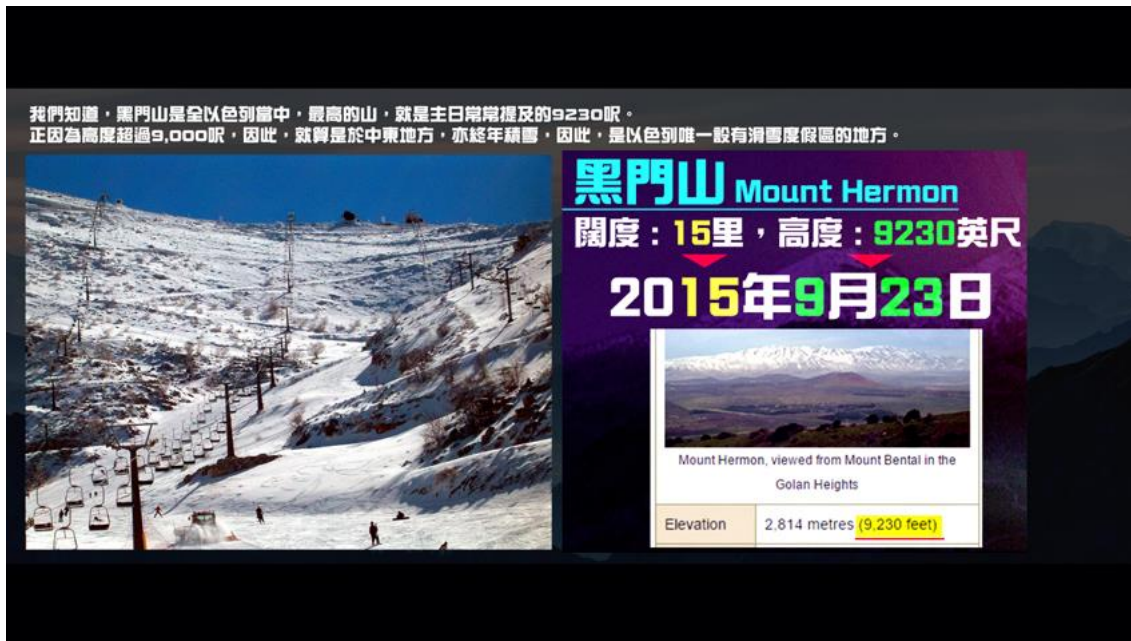 我們知道，黑門山是全以色列當中，最高的山，就是主日常常提及的9230呎。
正因為高度超過9,000呎，因此，就算是於中東地方，亦終年積雪，因此，是以色列唯一設有滑雪度假區的地方。
黑門山 Mount Hermon
闊度：15里，高度：9230英尺
2015年9月23日
Mount Hermon, viewed from Mount Bental in the
Golan Heights
Elevation 2.814 metres (9,230 feet)